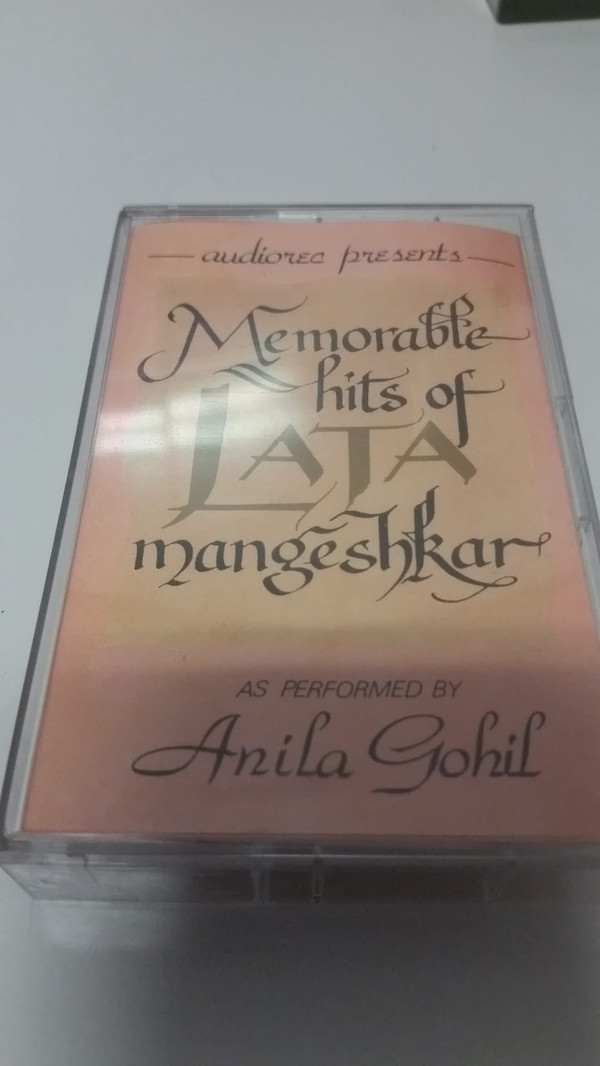 audiorec presents
Memorable
hits of
LATA
mangeshkar
AS PERFORMED BY
Anila Gohil